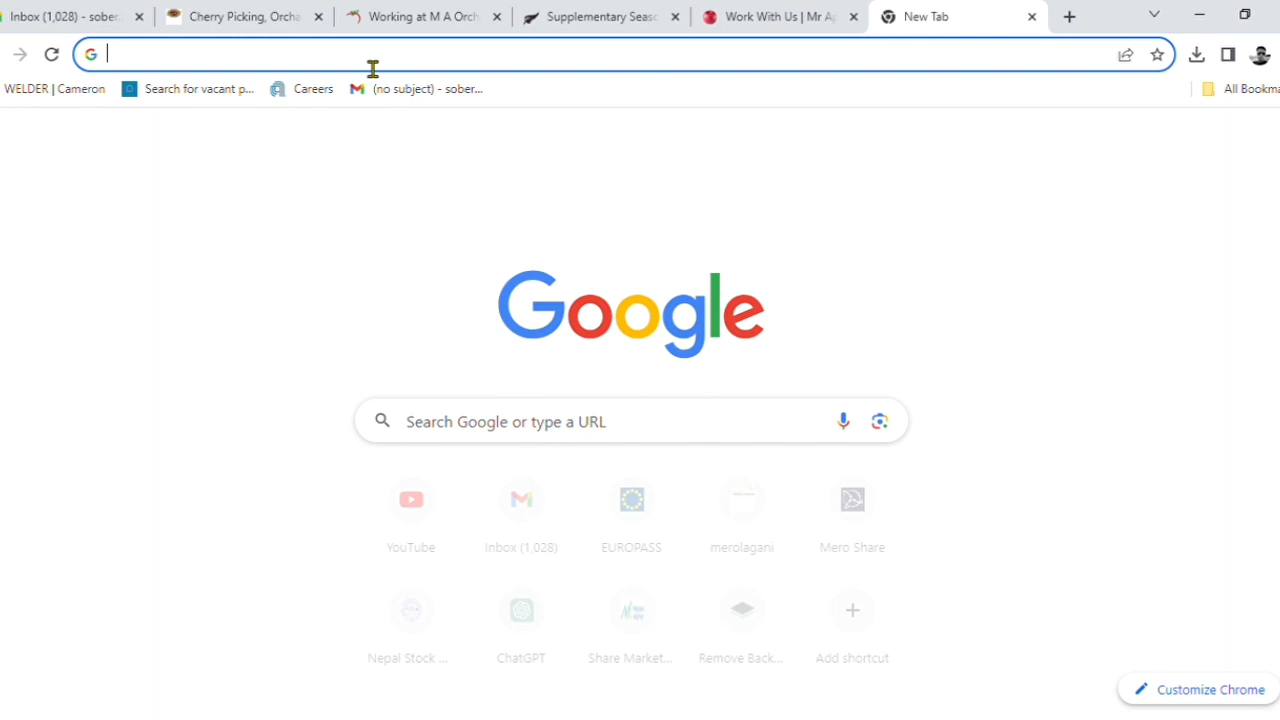 Inbox (1,028) - sober
Cherry Picking, Orcha
Working at M A Orch
Supplementary Seaso
Work With Us | Mr Ap
New Tab
WELDER | Cameron
Search for vacant p...
Careers
(no subject) - sober...
All Bookma
Google
Search Google or type a URL
YouTube
Inbox (1,028)
EUROPASS
merolagani
Mero Share
Nepal Stock ...
ChatGPT
Share Market...
Remove Back...
Add shortcut
Customize Chrome